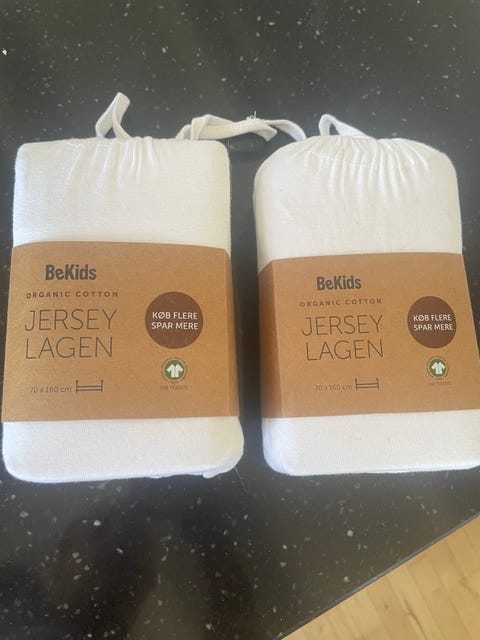 BeKids
ORGANIC COTTON
JERSEY
LAGEN
KØB FLERE
SPAR MERE
70 x 160 cm
BeKids
ORGANIC COTTON
JERSEY
LAGEN
KØB FLERE
SPAR MERE
70 x 160 cm